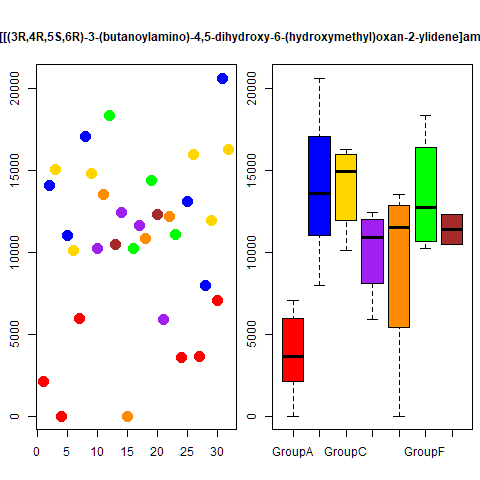 [[(3R,4R,5S,6R)-3-(butanoylamino)-4,5-dihydroxy-6-(hydroxymethyl)oxan-2-ylidene]am
0 5000 10000 15000 20000
0 5 10 15 20 25 30
0 5000 10000 15000 20000
GroupA GroupC GroupF